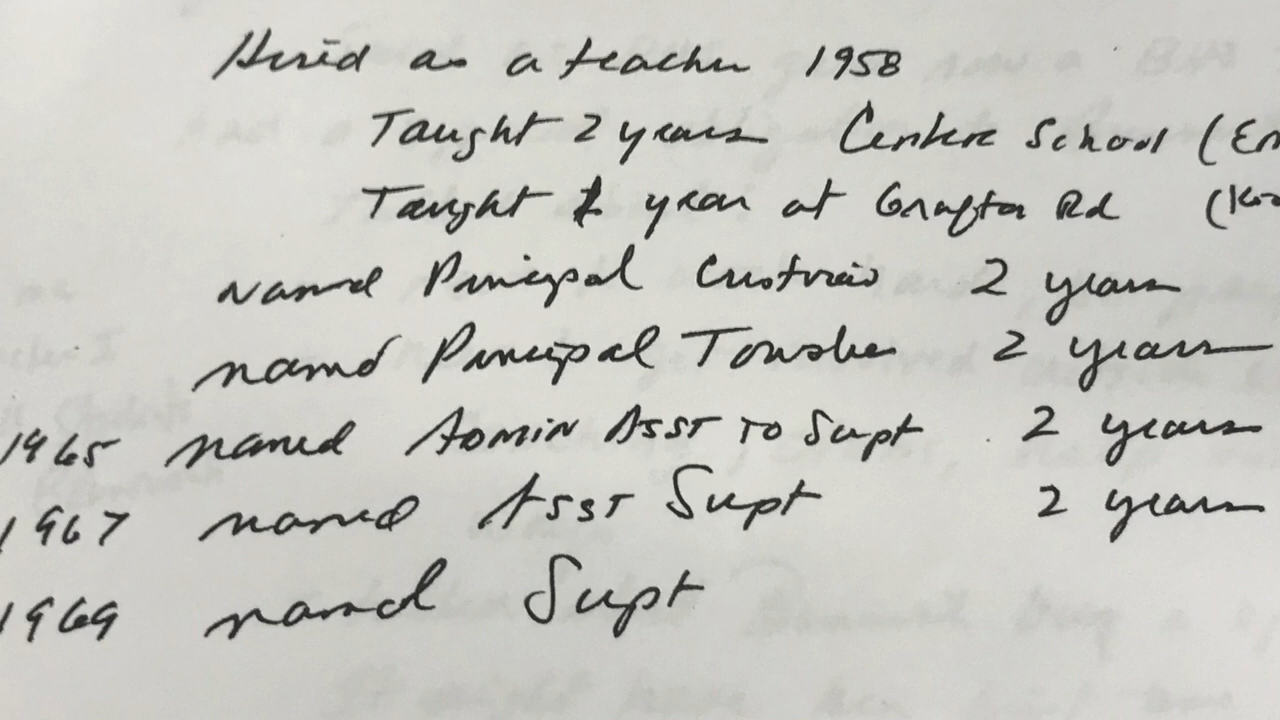 Hired as a teacher 1958
Taught 2 years Centre School (
Taught 1 year at Grafton Rd (
named Principal 2 years
named Principal 2 years
1965 named Admin Asst to Supt 2 years
1967 named Asst Supt 2 years
1969 named Supt